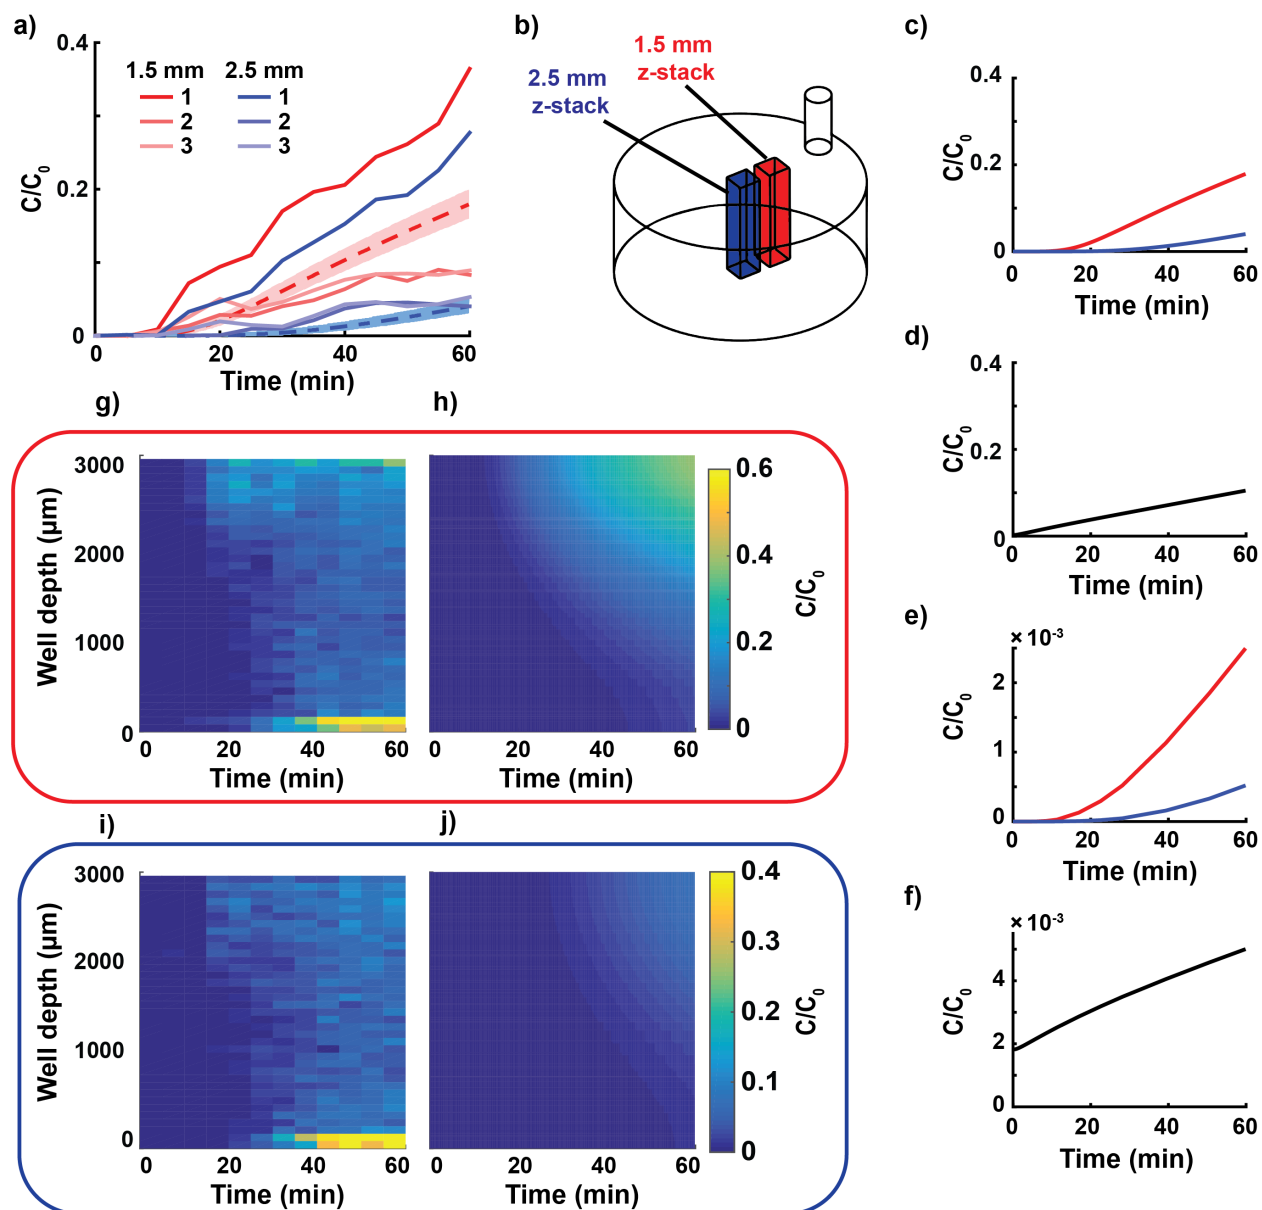 a)
0.4
0.2
0
C/C0
1.5 mm 2.5 mm
1 1
2 2
3 3
0 20 40 60
Time (min)
b)
1.5 mm
z-stack
2.5 mm
z-stack
c)
0.4
0.2
0
C/C0
0 20 40 60
Time (min)
d)
0.4
0.2
0
C/C0
0 20 40 60
Time (min)
e)
× 10-3
2
1
0
C/C0
0 20 40 60
Time (min)
f)
× 10-3
4
2
0
C/C0
0 20 40 60
Time (min)
g)
3000
2000
1000
0
Well depth (µm)
0 20 40 60
Time (min)
h)
0 20 40 60
Time (min)
0.6
0.4
0.2
0
C/C0
i)
3000
2000
1000
0
Well depth (µm)
0 20 40 60
Time (min)
j)
0 20 40 60
Time (min)
0.4
0.3
0.2
0.1
0
C/C0